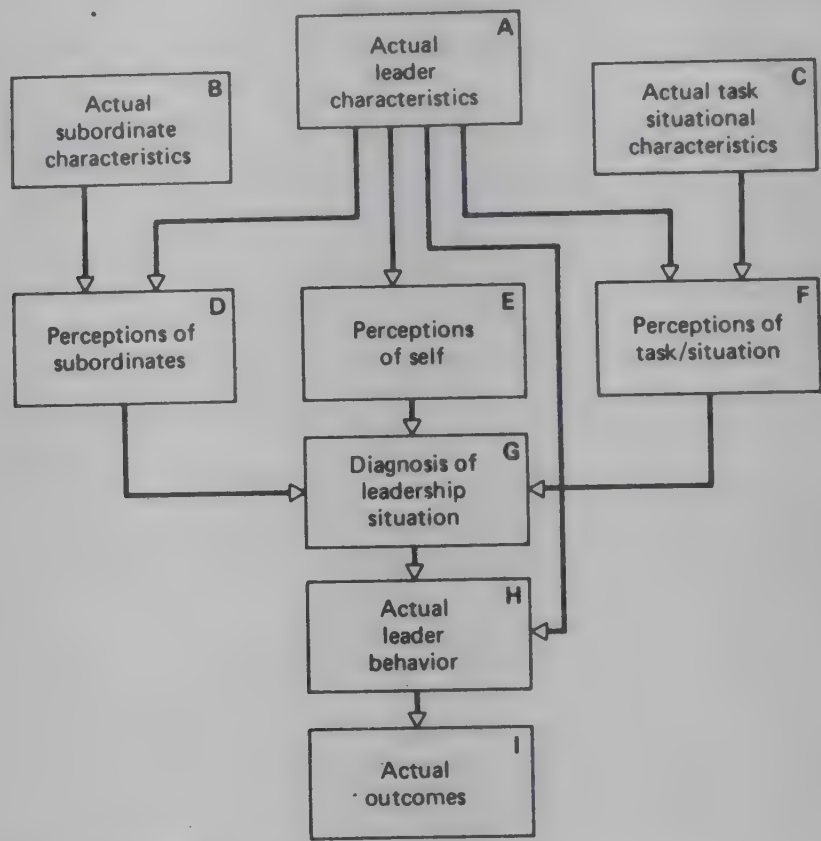 A
Actual
leader
characteristics
B
Actual
subordinate
characteristics
C
Actual task
situational
characteristics
D
Perceptions of
subordinates
E
Perceptions
of self
F
Perceptions of
task/situation
G
Diagnosis of
leadership
situation
H
Actual
leader
behavior
I
Actual
outcomes